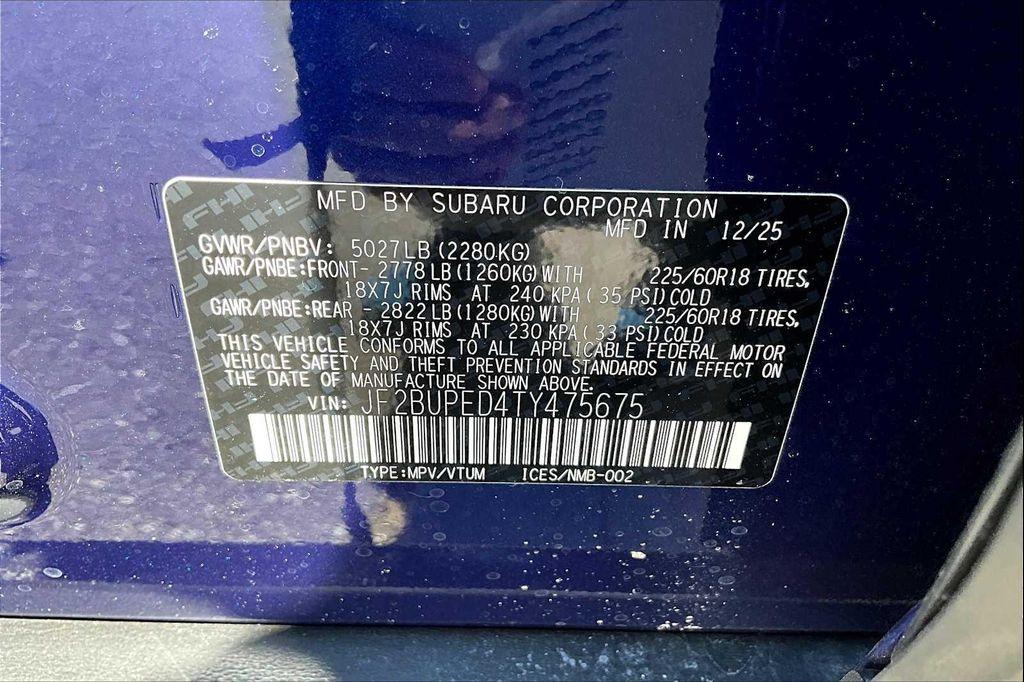 MFD BY SUBARU CORPORATION
MFD IN 12/25
GVWR/PNBV: 5027LB(2280KG)
GAWR/PNBE:FRONT- 2778 LB(1260KG)WITH 225/60R18 TIRES,
18X7J RIMS AT 240 KPA( 35 PSI)COLD
GAWR/PNBE:REAR - 2822 LB(1280KG)WITH 225/60R18 TIRES,
18X7J RIMS AT 230 KPA( 33 PSI)COLD
THIS VEHICLE CONFORMS TO ALL APPLICABLE FEDERAL MOTOR
VEHICLE SAFETY AND THEFT PREVENTION STANDARDS IN EFFECT ON
THE DATE OF MANUFACTURE SHOWN ABOVE.
VIN: JF2BUPED4TY475675
TYPE:MPV/VTUM ICES/NMB-002